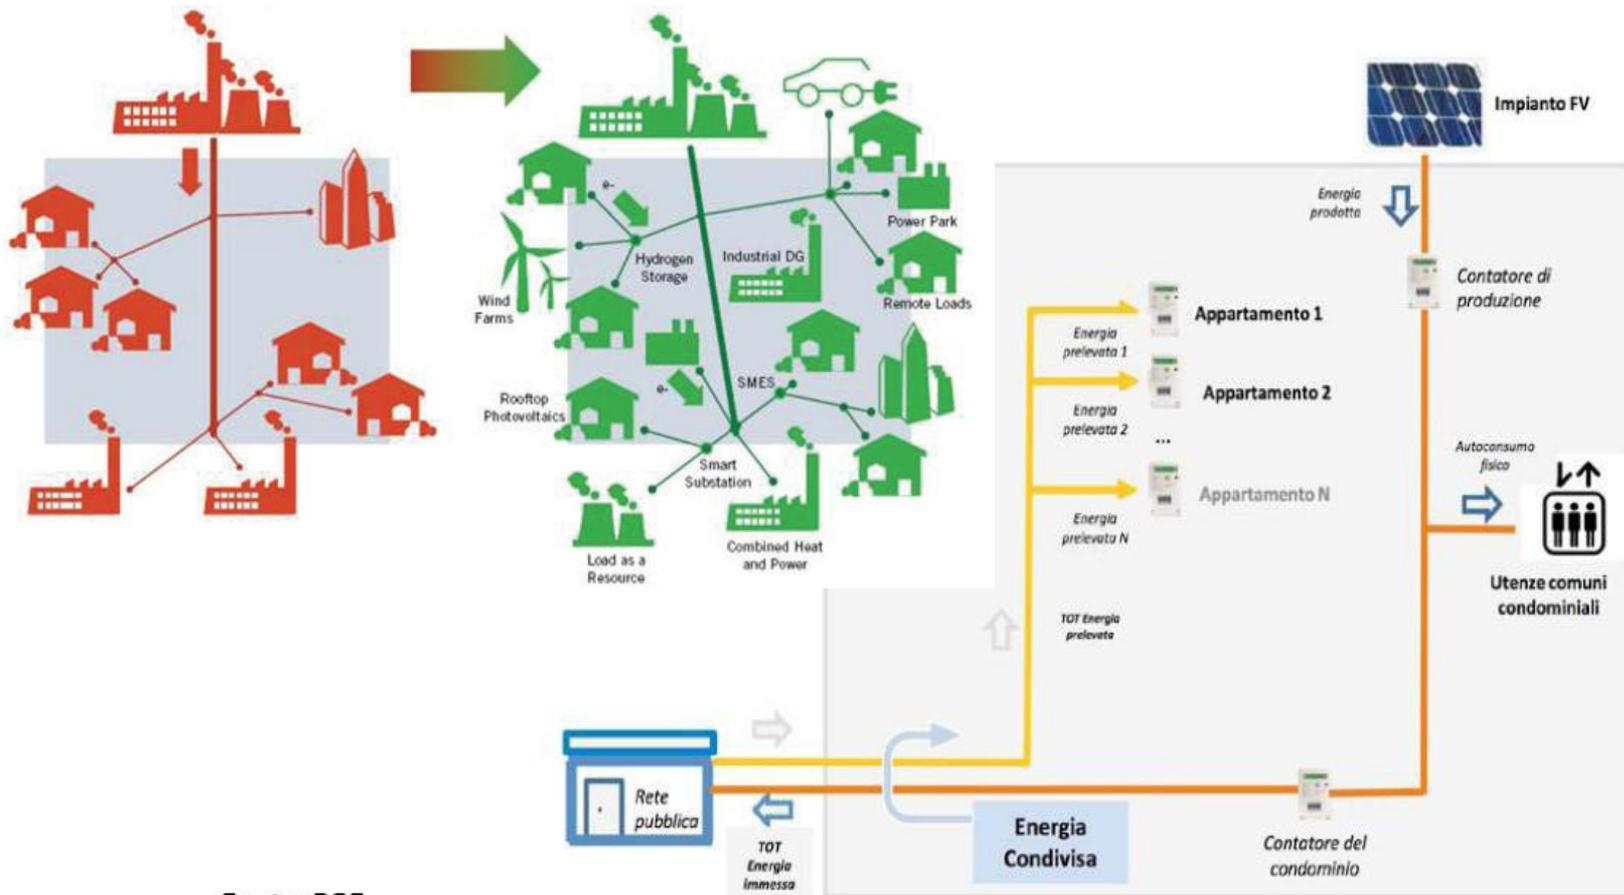 e-
Power Park
Hydrogen
Storage
Industrial DG
Wind
Farms
Remote Loads
e-
SMES
Rooftop
Photovoltaics
Smart
Substation
Load as a
Resource
Combined Heat
and Power
Impianto FV
Energia
prodotta
Contatore di
produzione
Appartamento 1
Energia
prelevata 1
Appartamento 2
Energia
prelevata 2
...
Appartamento N
Energia
prelevata N
Autoconsumo
fisico
Utenze comuni
condominiali
TOT Energia
prelevata
Rete
pubblica
TOT
Energia
immessa
Energia
Condivisa
Contatore del
condominio